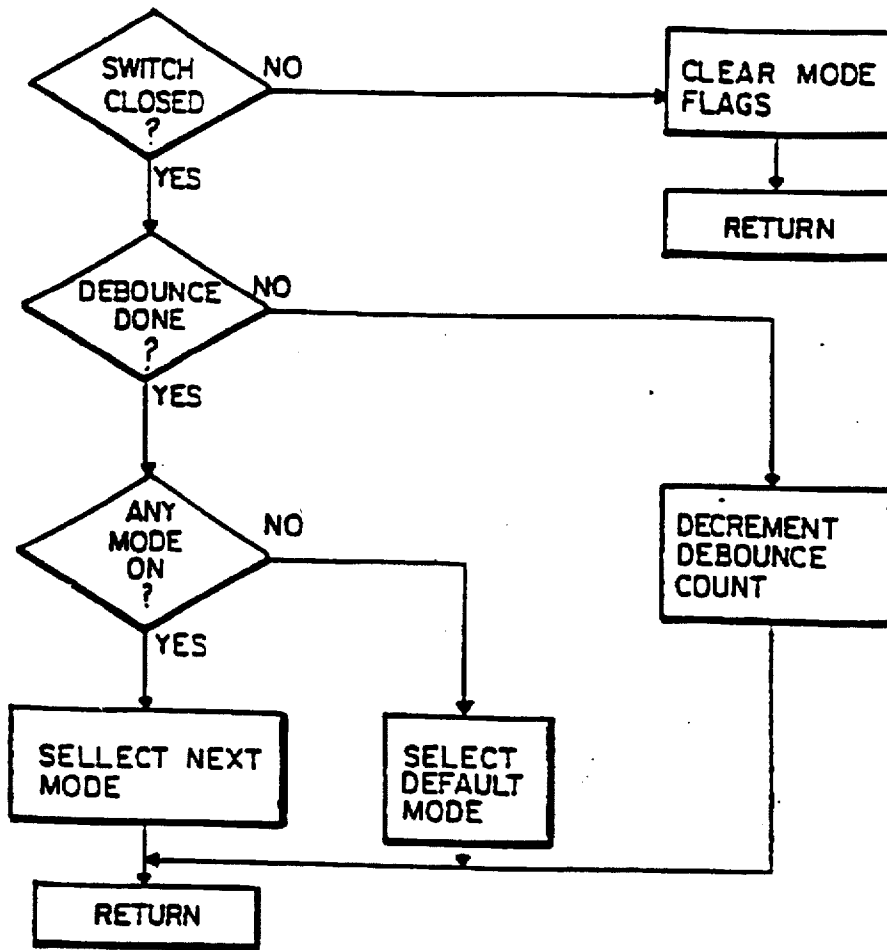 SWITCH
CLOSED
?
NO
CLEAR MODE
FLAGS
YES
RETURN
DEBOUNCE
DONE
?
NO
YES
ANY
MODE
ON
?
NO
DECREMENT
DEBOUNCE
COUNT
YES
SELLECT NEXT
MODE
SELECT
DEFAULT
MODE
RETURN